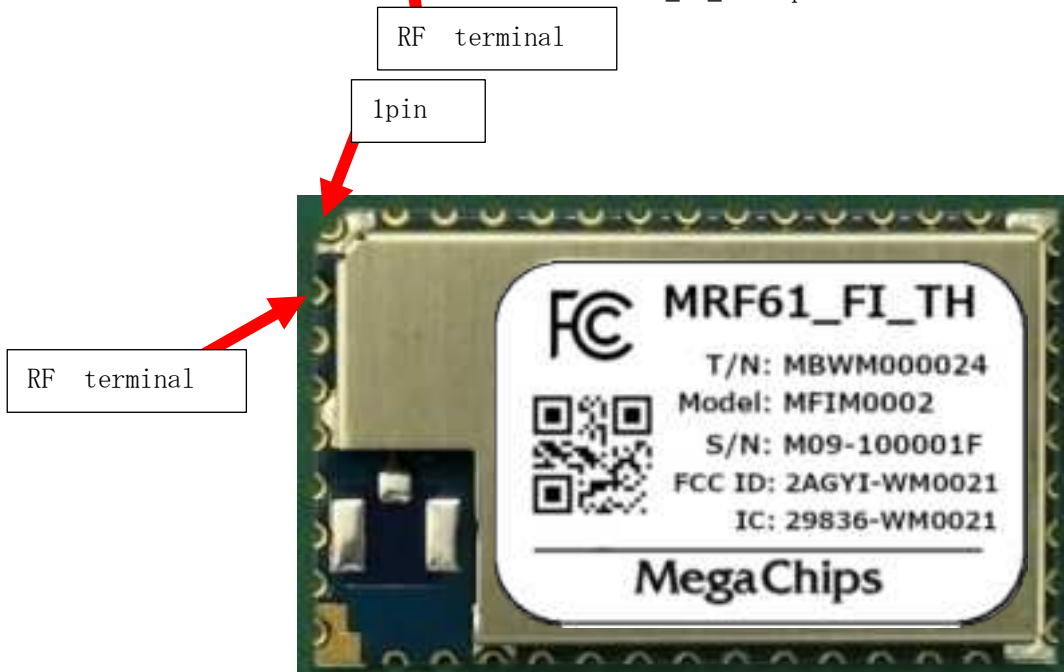 RF terminal
1pin
RF terminal
FC
MRF61_FI_TH
T/N: MBWM000024
Model: MFIM0002
S/N: M09-100001F
FCC ID: 2AGYI-WM0021
IC: 29836-WM0021
MegaChips